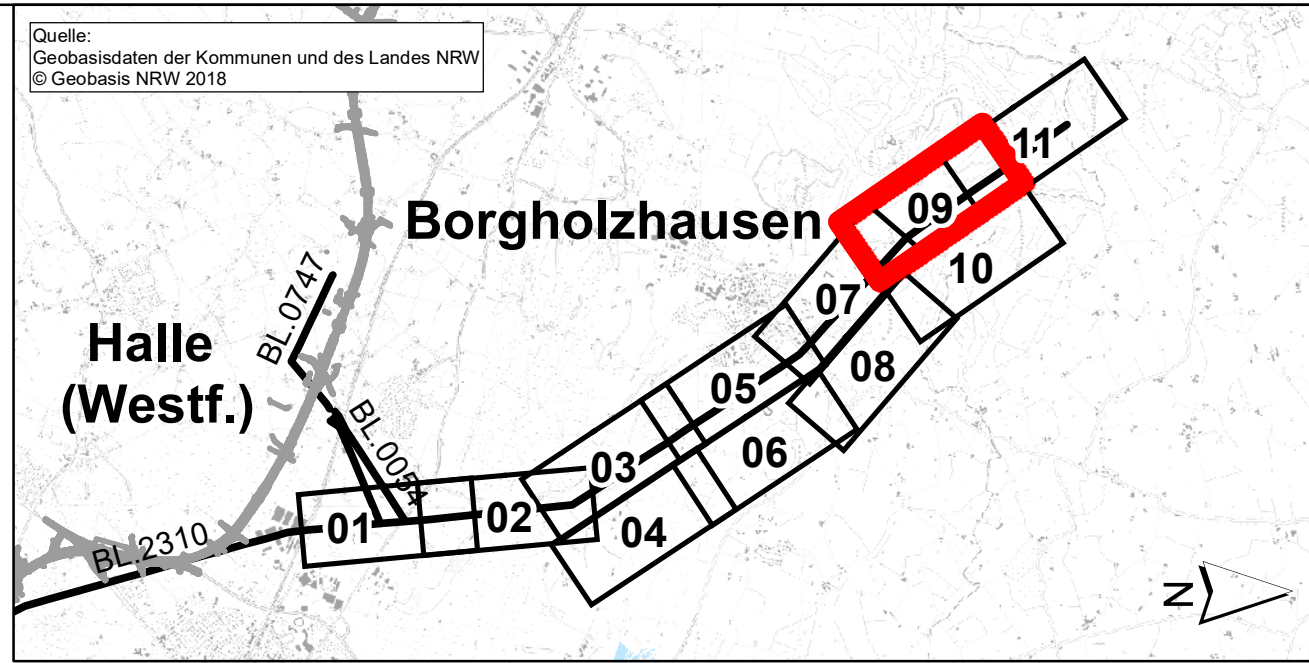 Quelle:
Geobasisdaten der Kommunen und des Landes NRW
© Geobasis NRW 2018
11
Borgholzhausen
09
10
BL.0747
07
Halle
(Westf.)
08
05
BL.0054
06
03
01
02
04
BL.2310
N